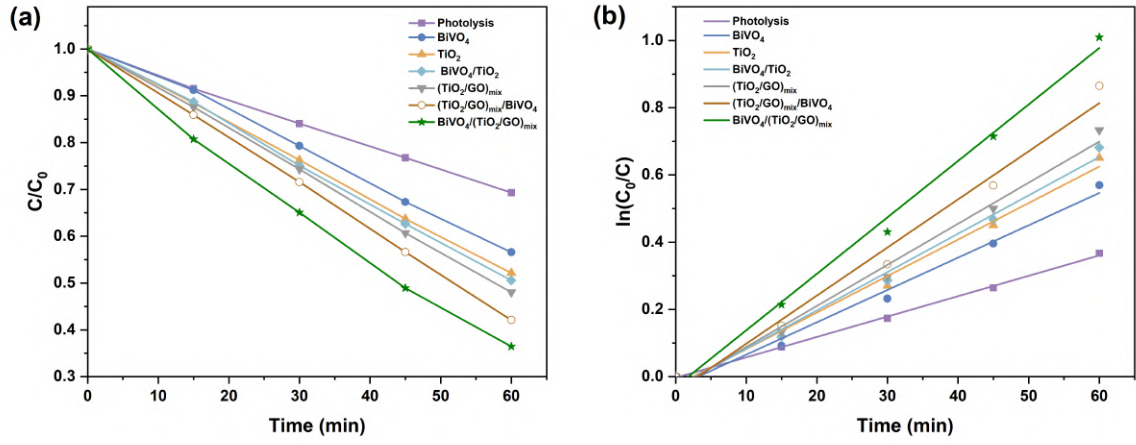 (a)
Photolysis
BiVO₄
TiO₂
BiVO₄/TiO₂
(TiO₂/GO)mix
(TiO₂/GO)mix/BiVO₄
BiVO₄/(TiO₂/GO)mix
C/C₀
1.0
0.9
0.8
0.7
0.6
0.5
0.4
0.3
0 10 20 30 40 50 60
Time (min)
(b)
Photolysis
BiVO₄
TiO₂
BiVO₄/TiO₂
(TiO₂/GO)mix
(TiO₂/GO)mix/BiVO₄
BiVO₄/(TiO₂/GO)mix
ln(C₀/C)
1.0
0.8
0.6
0.4
0.2
0.0
0 10 20 30 40 50 60
Time (min)